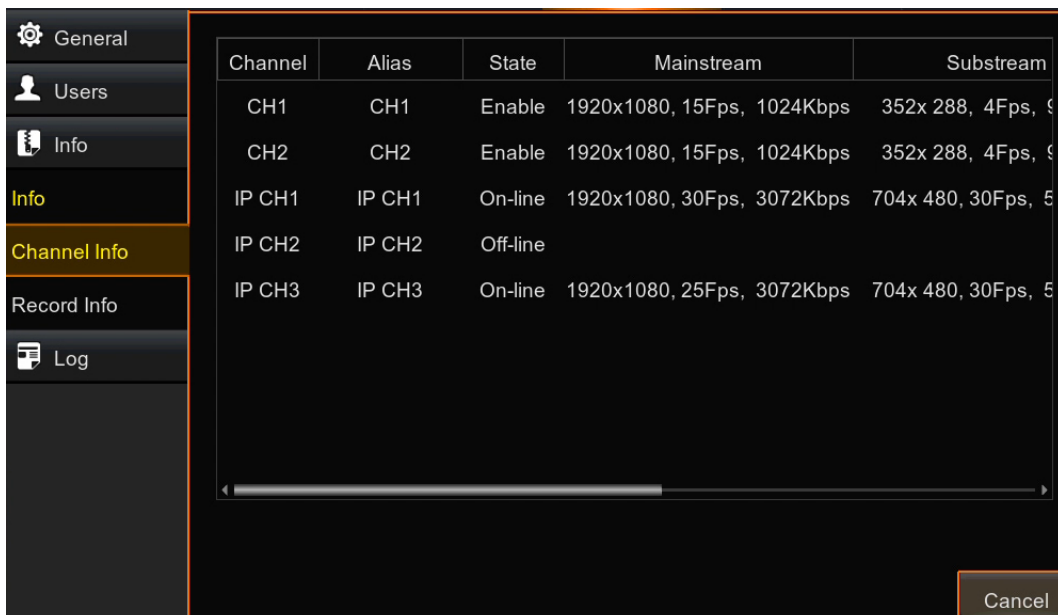 General
Users
Info
Info
Channel Info
Record Info
Log
Channel Alias State Mainstream Substream
CH1 CH1 Enable 1920x1080, 15Fps, 1024Kbps 352x 288, 4Fps,
CH2 CH2 Enable 1920x1080, 15Fps, 1024Kbps 352x 288, 4Fps,
IP CH1 IP CH1 On-line 1920x1080, 30Fps, 3072Kbps 704x 480, 30Fps, 5
IP CH2 IP CH2 Off-line
IP CH3 IP CH3 On-line 1920x1080, 25Fps, 3072Kbps 704x 480, 30Fps, 5
Cancel